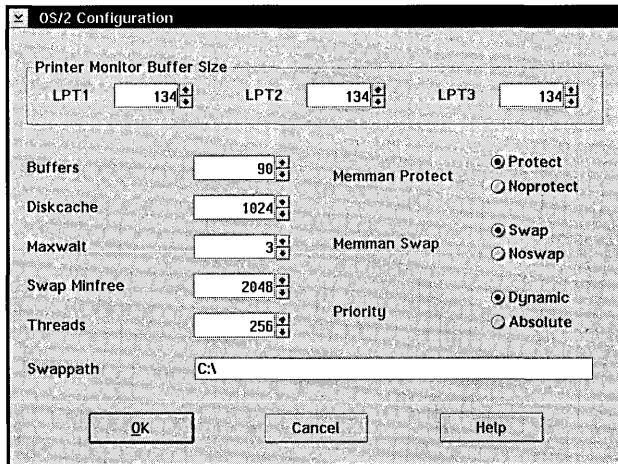 OS/2 Configuration
Printer Monitor Buffer Size
LPT1 134 LPT2 134 LPT3 134
Buffers 90
Diskcache 1024
Maxwait 3
Swap Minfree 2048
Threads 256
Memman Protect
Protect
Noprotect
Memman Swap
Swap
Noswap
Priority
Dynamic
Absolute
Swappath C:\
OK Cancel Help